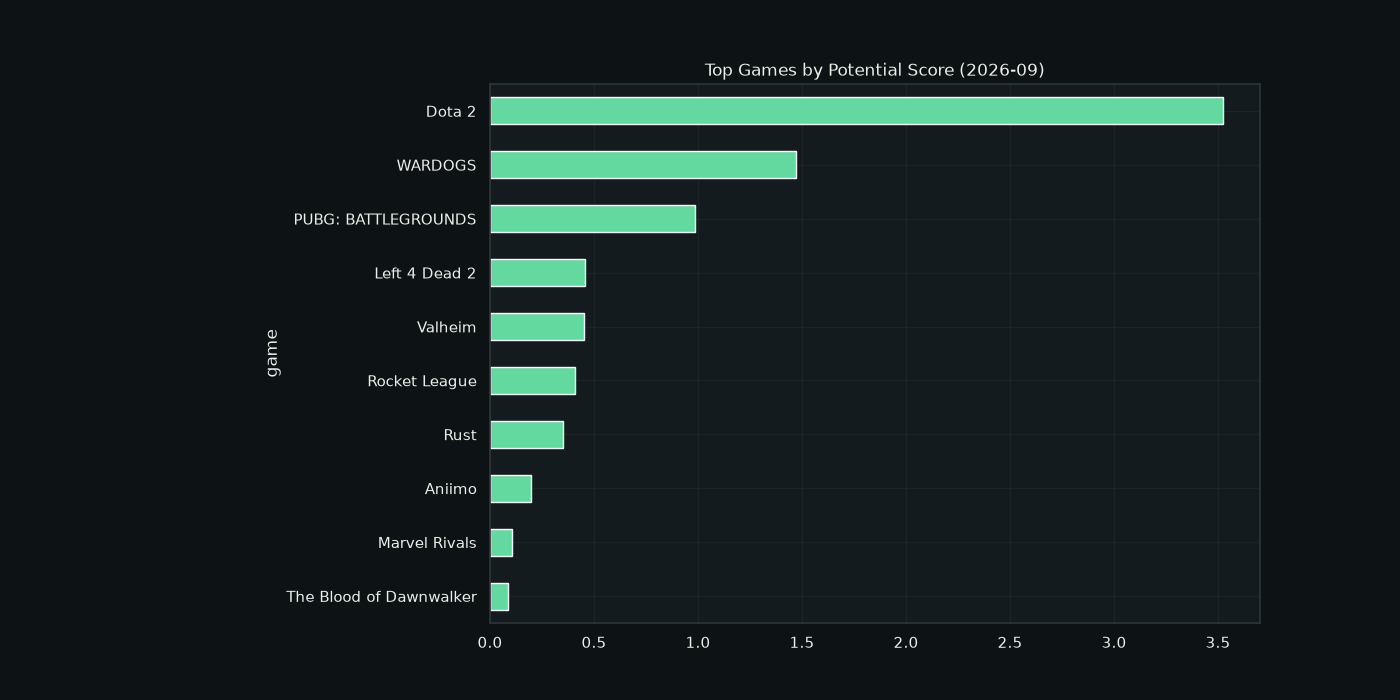 Top Games by Potential Score (2026-09)
Dota 2
WARDOGS
PUBG: BATTLEGROUNDS
Left 4 Dead 2
Valheim
Rocket League
Rust
Aniimo
Marvel Rivals
The Blood of Dawnwalker
game
0.0 0.5 1.0 1.5 2.0 2.5 3.0 3.5